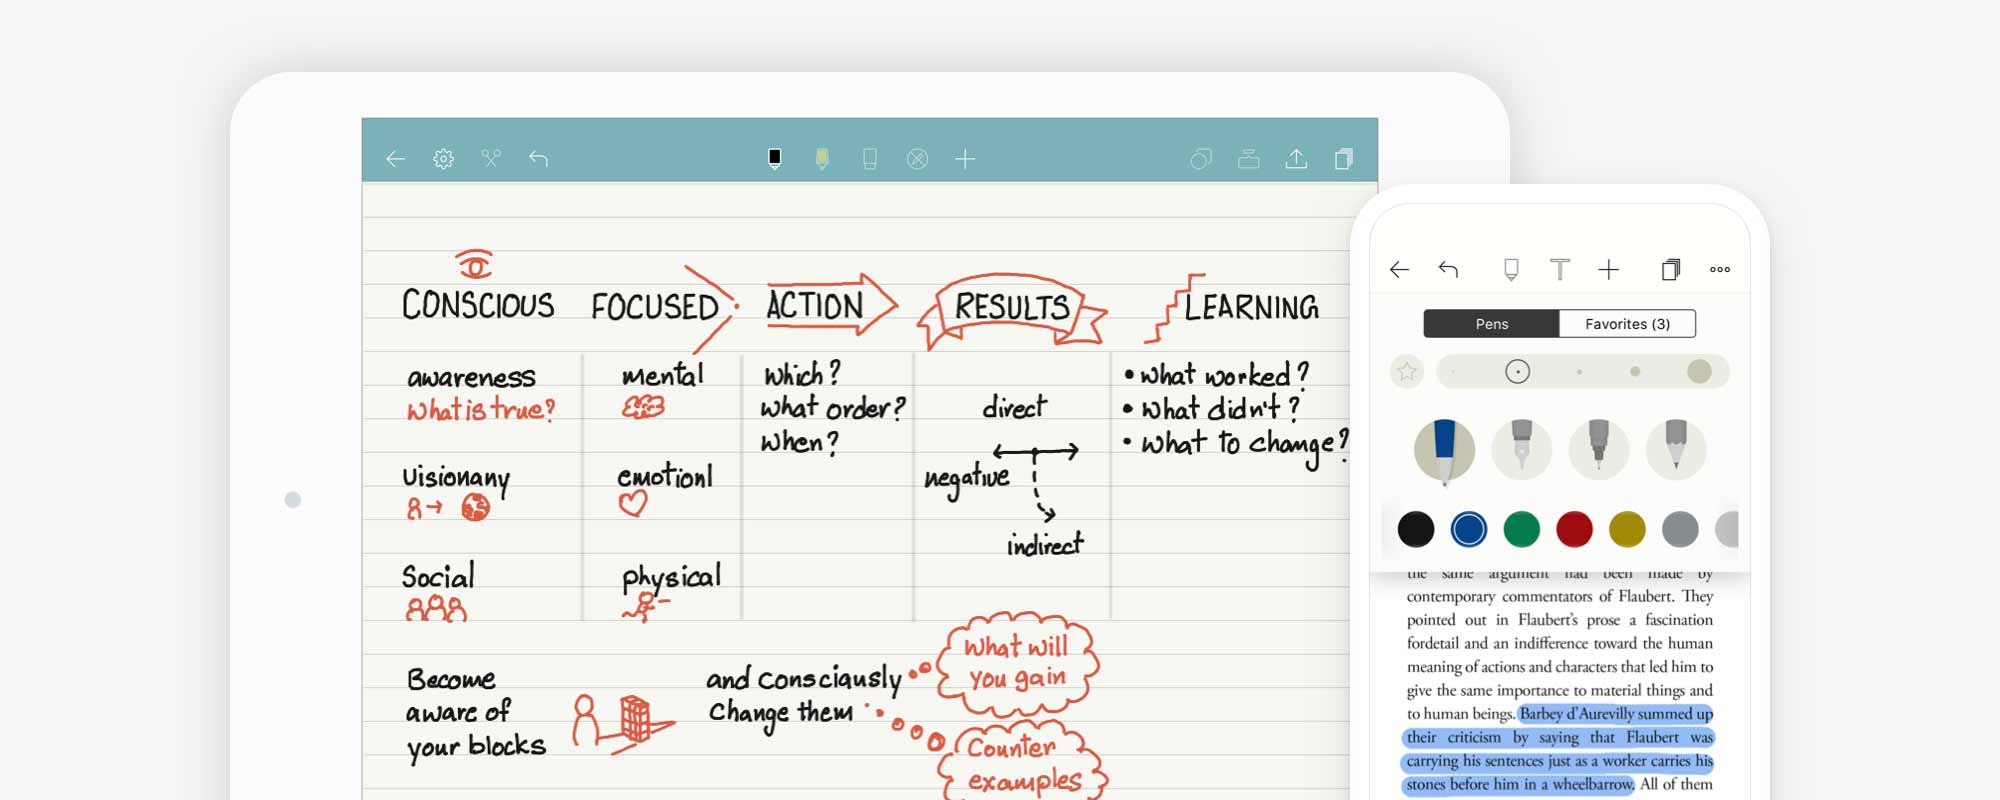 CONSCIOUS FOCUSED ACTION RESULTS LEARNING
awareness
What is true?
Visionany
Social
mental
emotionl
physical
Which?
What order?
When?
direct
negative
indirect
• What worked?
• What didn't?
• What to change?
Become
aware of
your blocks
and Consciausly
Change them
What will
you gain
Counter
examples
Pens Favorites (3)
the same argument had been made by
contemporary commentators of Flaubert. They
pointed out in Flaubert's prose a fascination
fordetail and an indifference toward the human
meaning of actions and characters that led him to
give the same importance to material things and
to human beings. Barbey d'Aurevilly summed up
their criticism by saying that Flaubert was
carrying his sentences just as a worker carries his
stones before him in a wheelbarrow. All of them